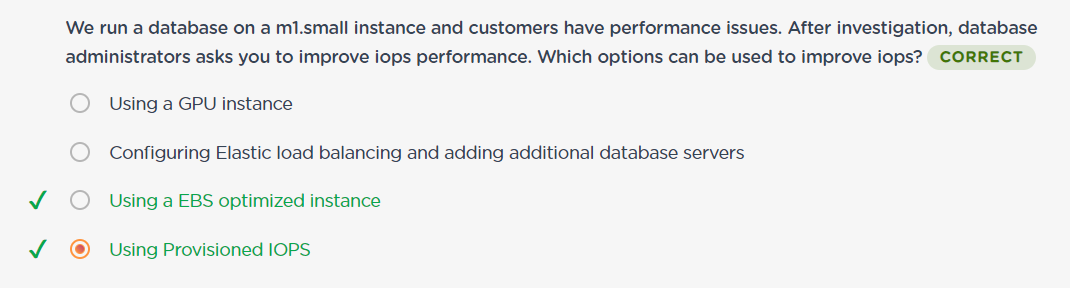 We run a database on a m1.small instance and customers have performance issues. After investigation, database
administrators asks you to improve iops performance. Which options can be used to improve iops? CORRECT
Using a GPU instance
Configuring Elastic load balancing and adding additional database servers
Using a EBS optimized instance
Using Provisioned IOPS